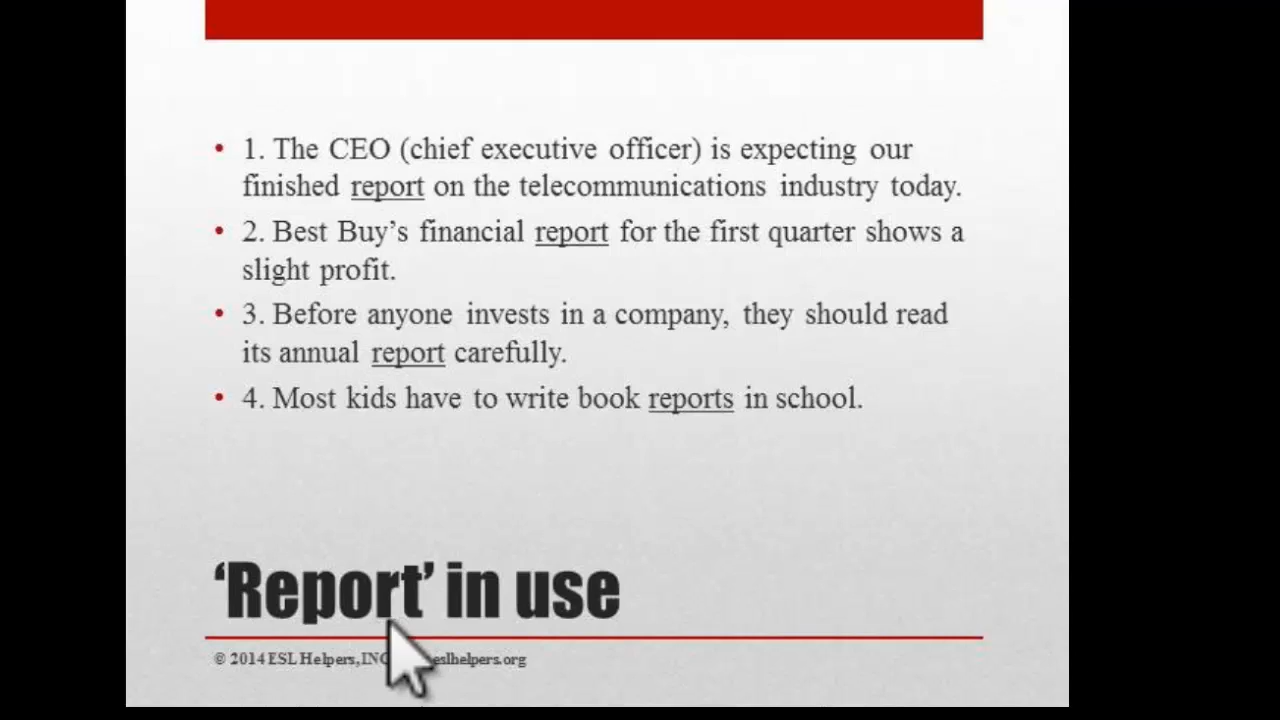 • 1. The CEO (chief executive officer) is expecting our
finished report on the telecommunications industry today.
• 2. Best Buy’s financial report for the first quarter shows a
slight profit.
• 3. Before anyone invests in a company, they should read
its annual report carefully.
• 4. Most kids have to write book reports in school.
‘Report’ in use
© 2014 ESL Helpers, INC eslhelpers.org